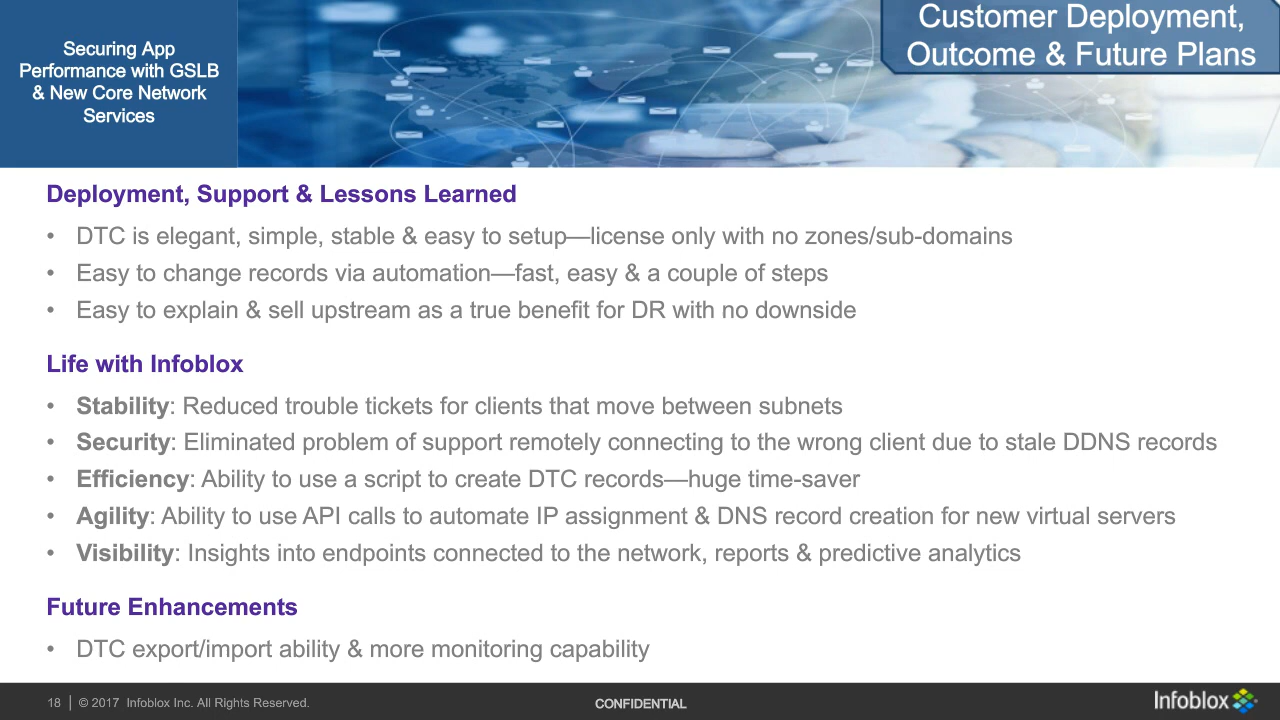 Securing App
Performance with GSLB
& New Core Network
Services
Customer Deployment,
Outcome & Future Plans
Deployment, Support & Lessons Learned
• DTC is elegant, simple, stable & easy to setup—license only with no zones/sub-domains
• Easy to change records via automation—fast, easy & a couple of steps
• Easy to explain & sell upstream as a true benefit for DR with no downside
Life with Infoblox
• Stability: Reduced trouble tickets for clients that move between subnets
• Security: Eliminated problem of support remotely connecting to the wrong client due to stale DDNS records
• Efficiency: Ability to use a script to create DTC records—huge time-saver
• Agility: Ability to use API calls to automate IP assignment & DNS record creation for new virtual servers
• Visibility: Insights into endpoints connected to the network, reports & predictive analytics
Future Enhancements
• DTC export/import ability & more monitoring capability
18 | © 2017 Infoblox Inc. All Rights Reserved.
CONFIDENTIAL
Infoblox